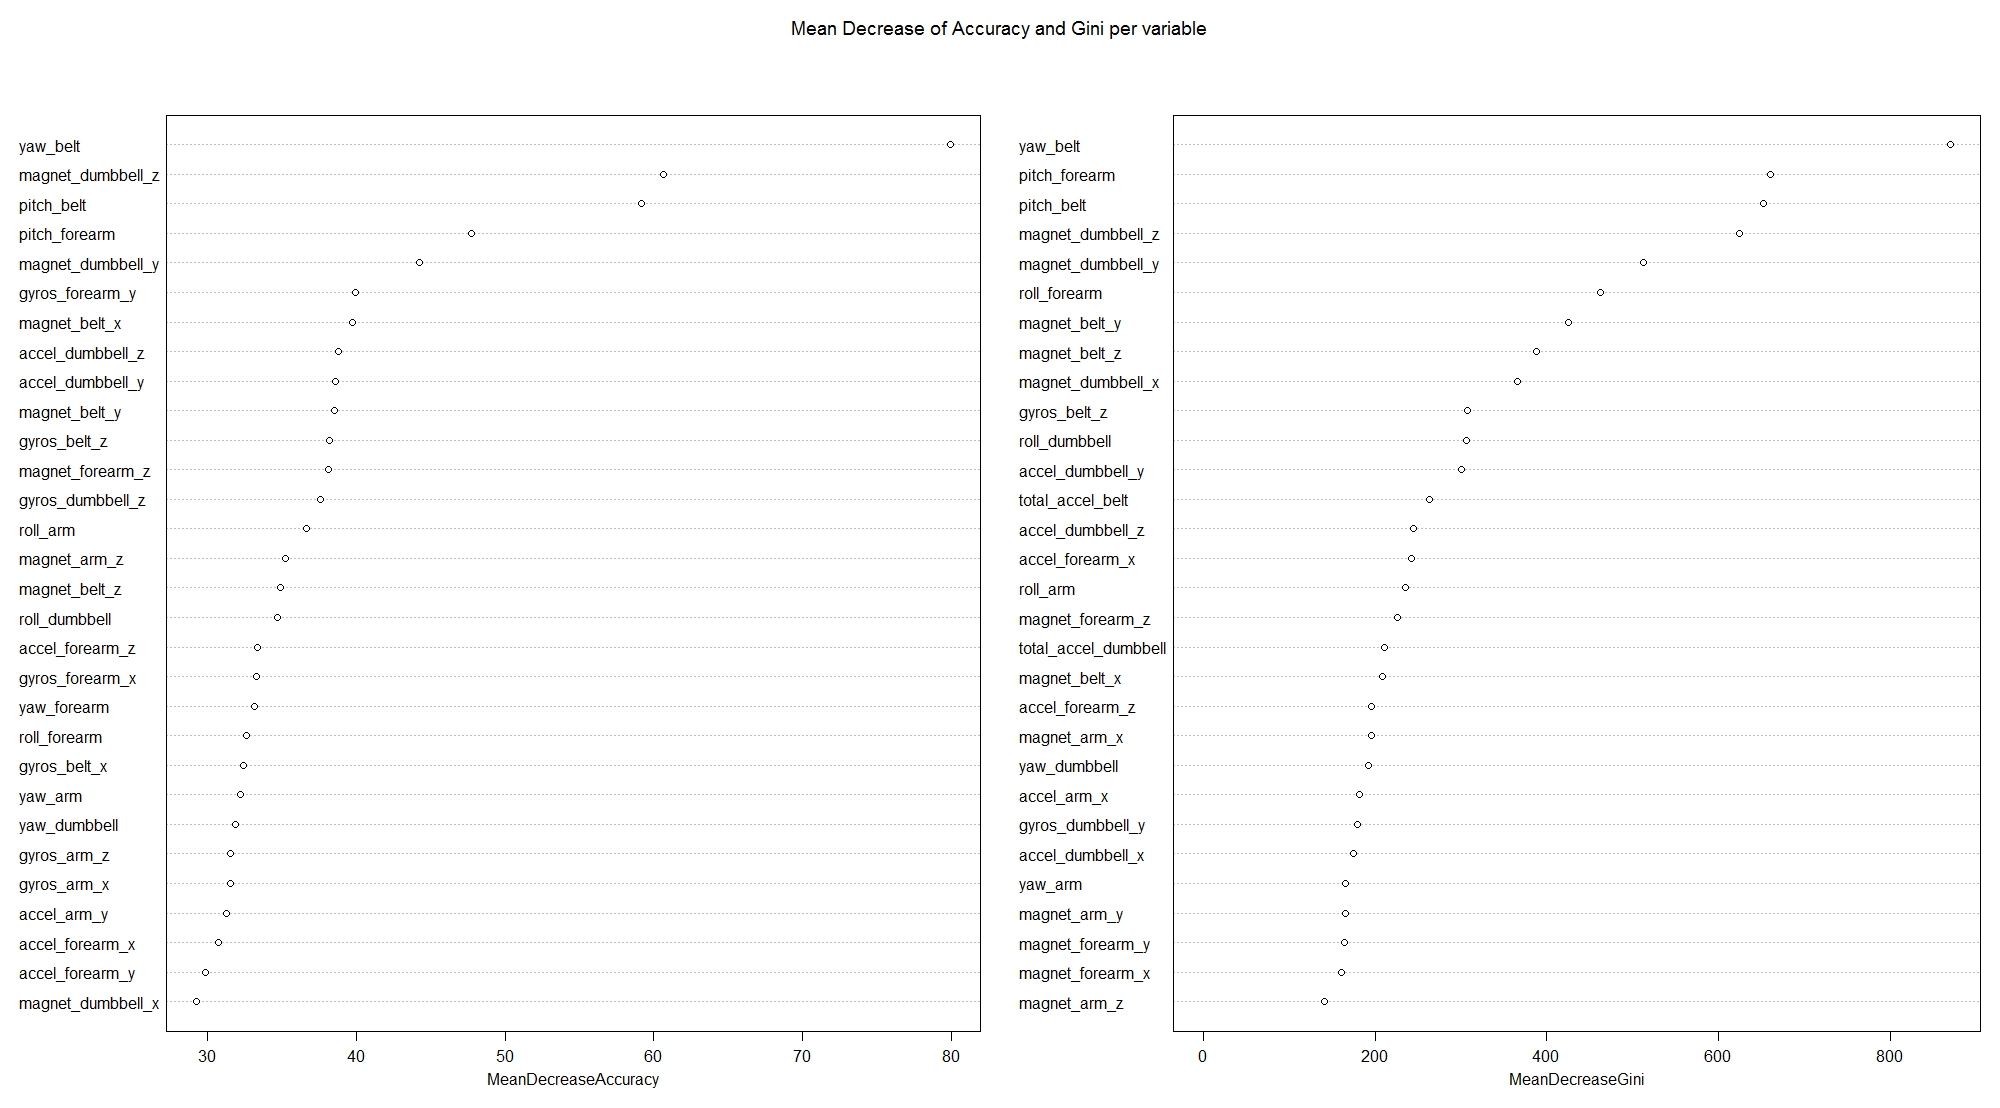 Mean Decrease of Accuracy and Gini per variable
yaw_belt
magnet_dumbbell_z
pitch_belt
pitch_forearm
magnet_dumbbell_y
gyros_forearm_y
magnet_belt_x
accel_dumbbell_z
accel_dumbbell_y
magnet_belt_y
gyros_belt_z
magnet_forearm_z
gyros_dumbbell_z
roll_arm
magnet_arm_z
magnet_belt_z
roll_dumbbell
accel_forearm_z
gyros_forearm_x
yaw_forearm
roll_forearm
gyros_belt_x
yaw_arm
yaw_dumbbell
gyros_arm_z
gyros_arm_x
accel_arm_y
accel_forearm_x
accel_forearm_y
magnet_dumbbell_x
30 40 50 60 70 80
MeanDecreaseAccuracy
yaw_belt
pitch_forearm
pitch_belt
magnet_dumbbell_z
magnet_dumbbell_y
roll_forearm
magnet_belt_y
magnet_belt_z
magnet_dumbbell_x
gyros_belt_z
roll_dumbbell
accel_dumbbell_y
total_accel_belt
accel_dumbbell_z
accel_forearm_x
roll_arm
magnet_forearm_z
total_accel_dumbbell
magnet_belt_x
accel_forearm_z
magnet_arm_x
yaw_dumbbell
accel_arm_x
gyros_dumbbell_y
accel_dumbbell_x
yaw_arm
magnet_arm_y
magnet_forearm_y
magnet_forearm_x
magnet_arm_z
0 200 400 600 800
MeanDecreaseGini